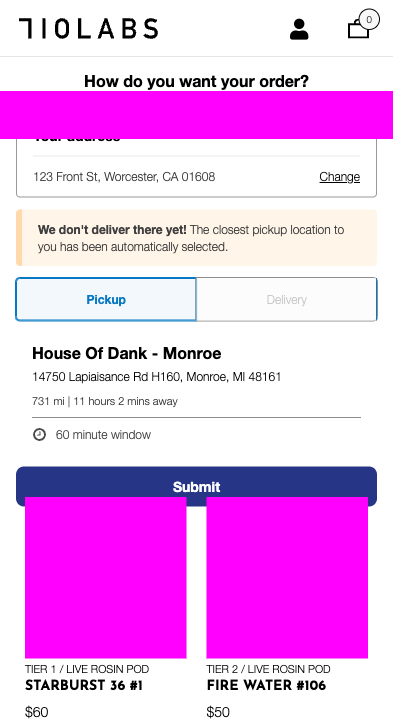 710LABS
0
How do you want your order?
123 Front St, Worcester, CA 01608
Change
We don't deliver there yet! The closest pickup location to
you has been automatically selected.
Pickup
Delivery
House Of Dank - Monroe
14750 Lapiaisance Rd H160, Monroe, MI 48161
731 mi | 11 hours 2 mins away
60 minute window
Submit
TIER 1 / LIVE ROSIN POD
TIER 2 / LIVE ROSIN POD
STARBURST 36 #1
FIRE WATER #106
$60
$50